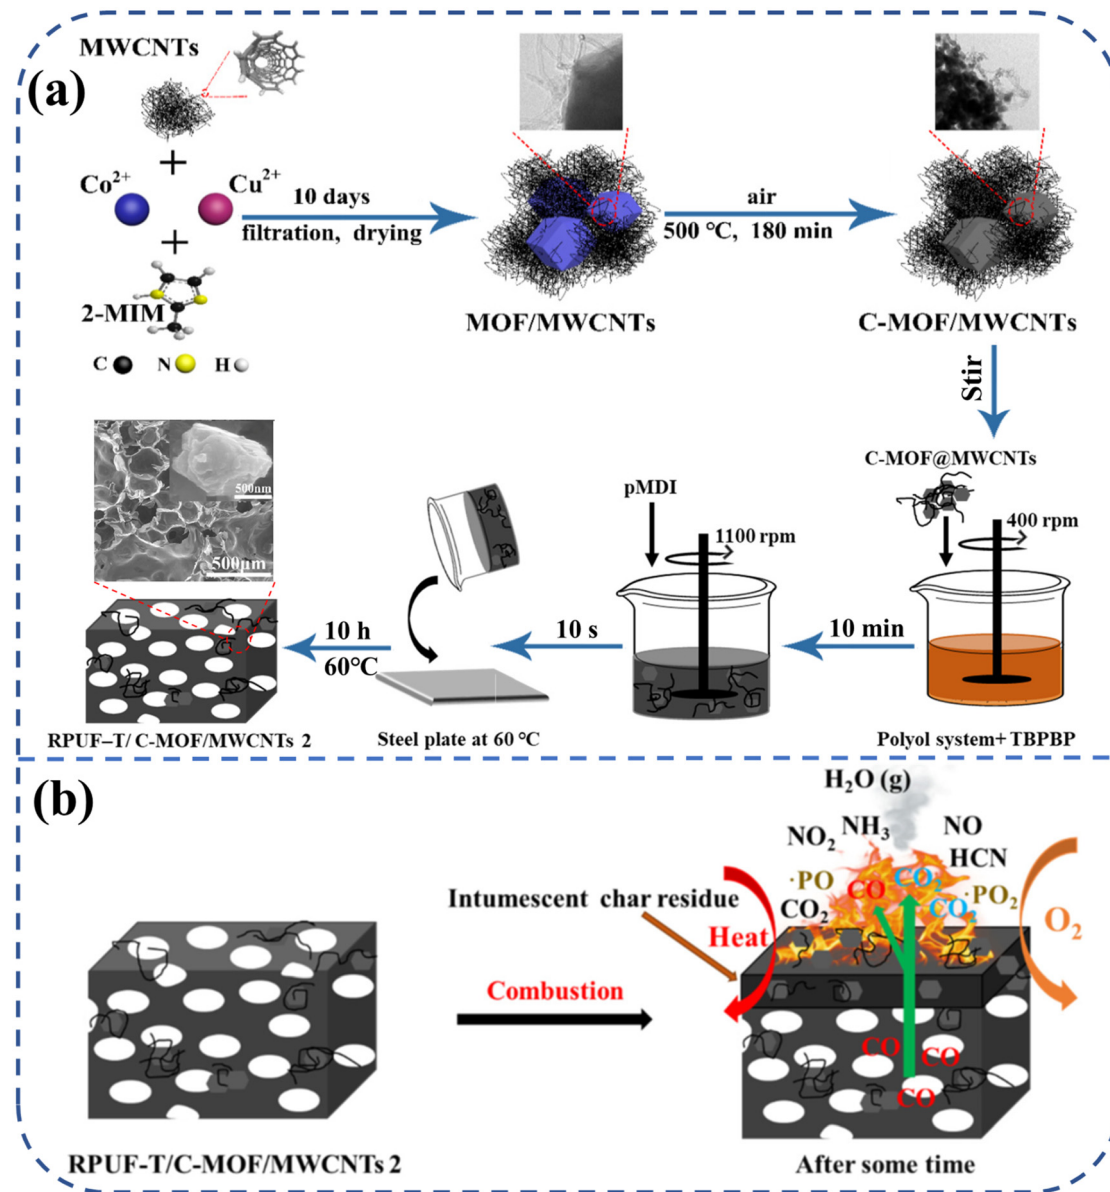 (a)
MWCNTs
+
Co2+
Cu2+
+
2-MIM
C
N
H
10 days
filtration, drying
MOF/MWCNTs
air
500 °C, 180 min
C-MOF/MWCNTs
Stir
C-MOF@MWCNTs
400 rpm
Polyol system+ TBPBP
10 min
pMDI
1100 rpm
10 s
Steel plate at 60 °C
10 h
60°C
500nm
500μm
RPUF–T/ C-MOF/MWCNTs 2
(b)
RPUF-T/C-MOF/MWCNTs 2
Combustion
Intumescent char residue
H2O (g)
NO2
NH3
NO
HCN
·PO
CO
CO2
·PO2
CO2
CO2
Heat
O2
CO
CO
CO
After some time